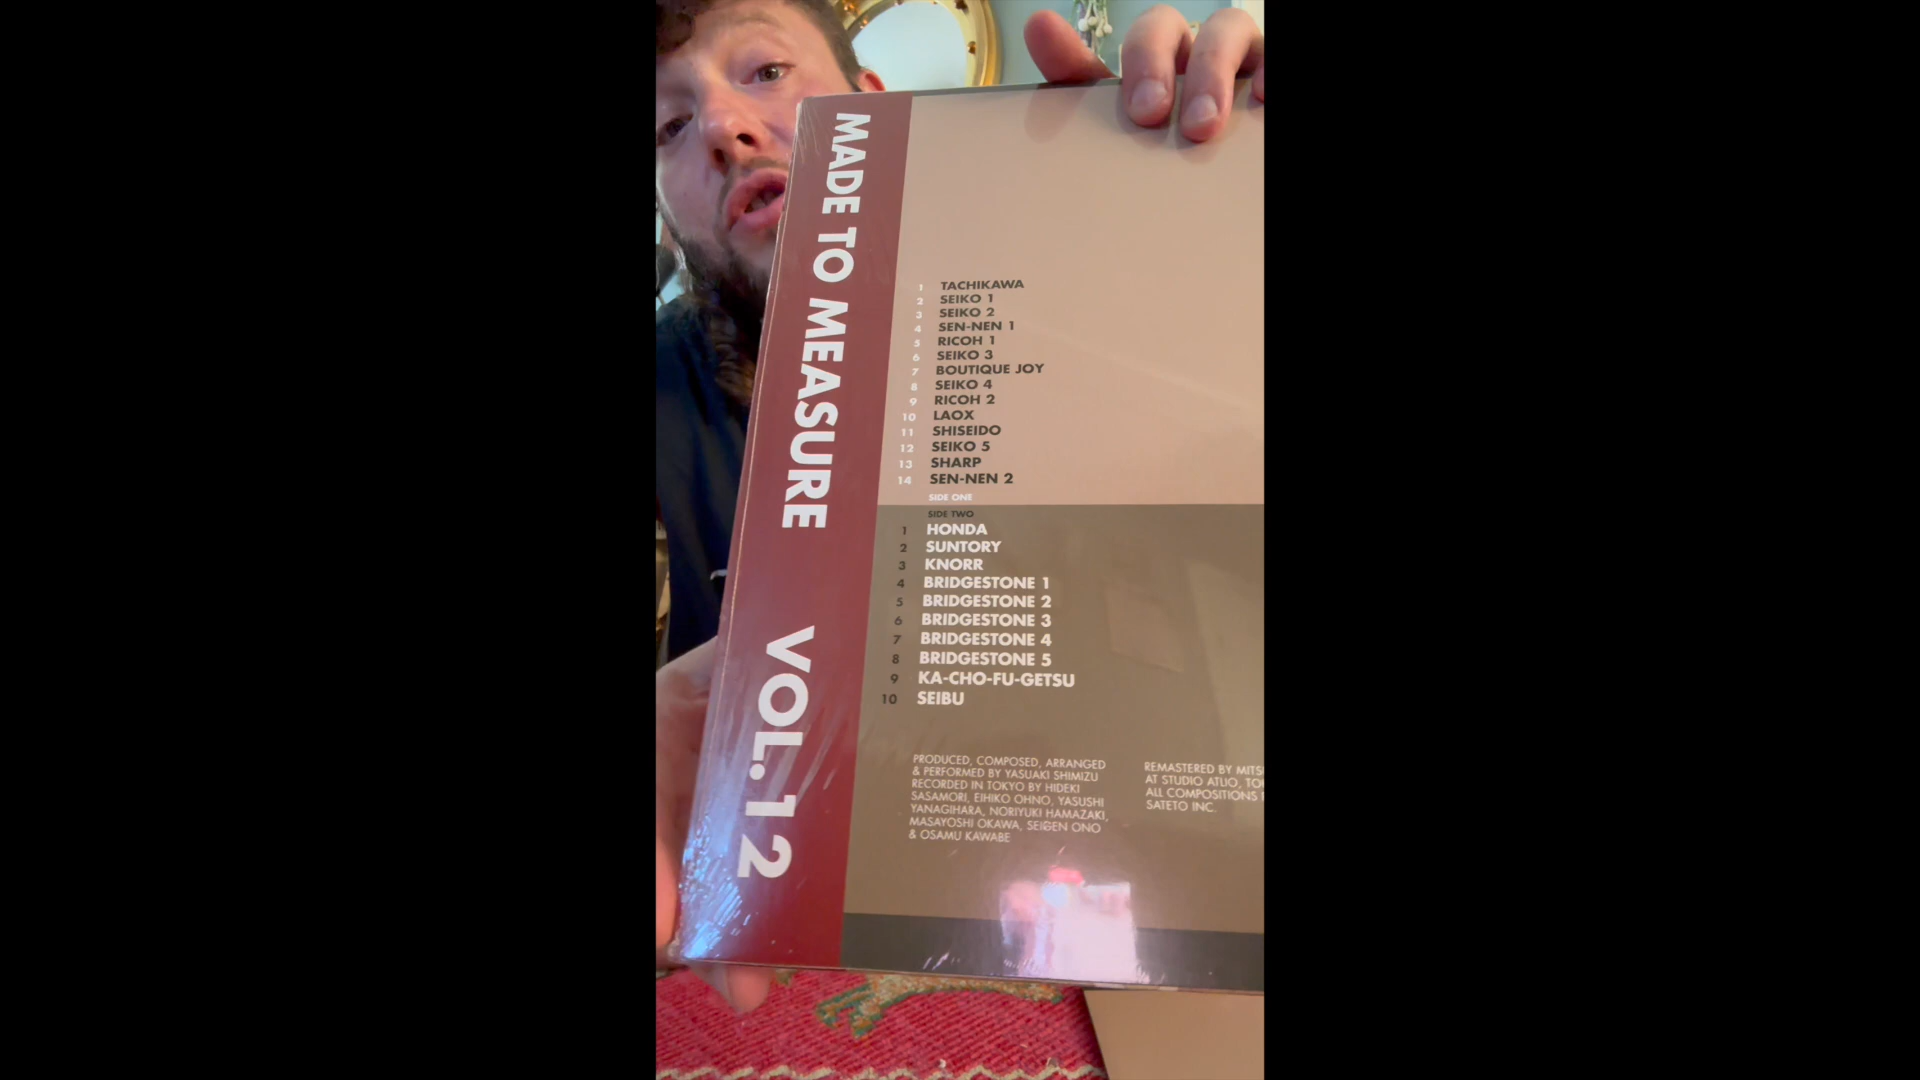 MADE TO MEASURE VOL.12
1 TACHIKAWA
2 SEIKO 1
3 SEIKO 2
4 SEN-NEN 1
5 RICOH 1
6 SEIKO 3
7 BOUTIQUE JOY
8 SEIKO 4
9 RICOH 2
10 LAOX
11 SHISEIDO
12 SEIKO 5
13 SHARP
14 SEN-NEN 2
SIDE ONE
SIDE TWO
1 HONDA
2 SUNTORY
3 KNORR
4 BRIDGESTONE 1
5 BRIDGESTONE 2
6 BRIDGESTONE 3
7 BRIDGESTONE 4
8 BRIDGESTONE 5
9 KA-CHO-FU-GETSU
10 SEIBU
PRODUCED, COMPOSED, ARRANGED
& PERFORMED BY YASUAKI SHIMIZU
RECORDED IN TOKYO BY HIDEKI
SASAMORI, EIHIKO OHNO, YASUSHI
YANAGIHARA, NORIYUKI HAMAZAKI,
MASAYOSHI OKAWA, SEIGEN ONO
& OSAMU KAWABE
REMASTERED BY
AT STUDIO ATLIO,
ALL COMPOSITIONS
SATETO INC.